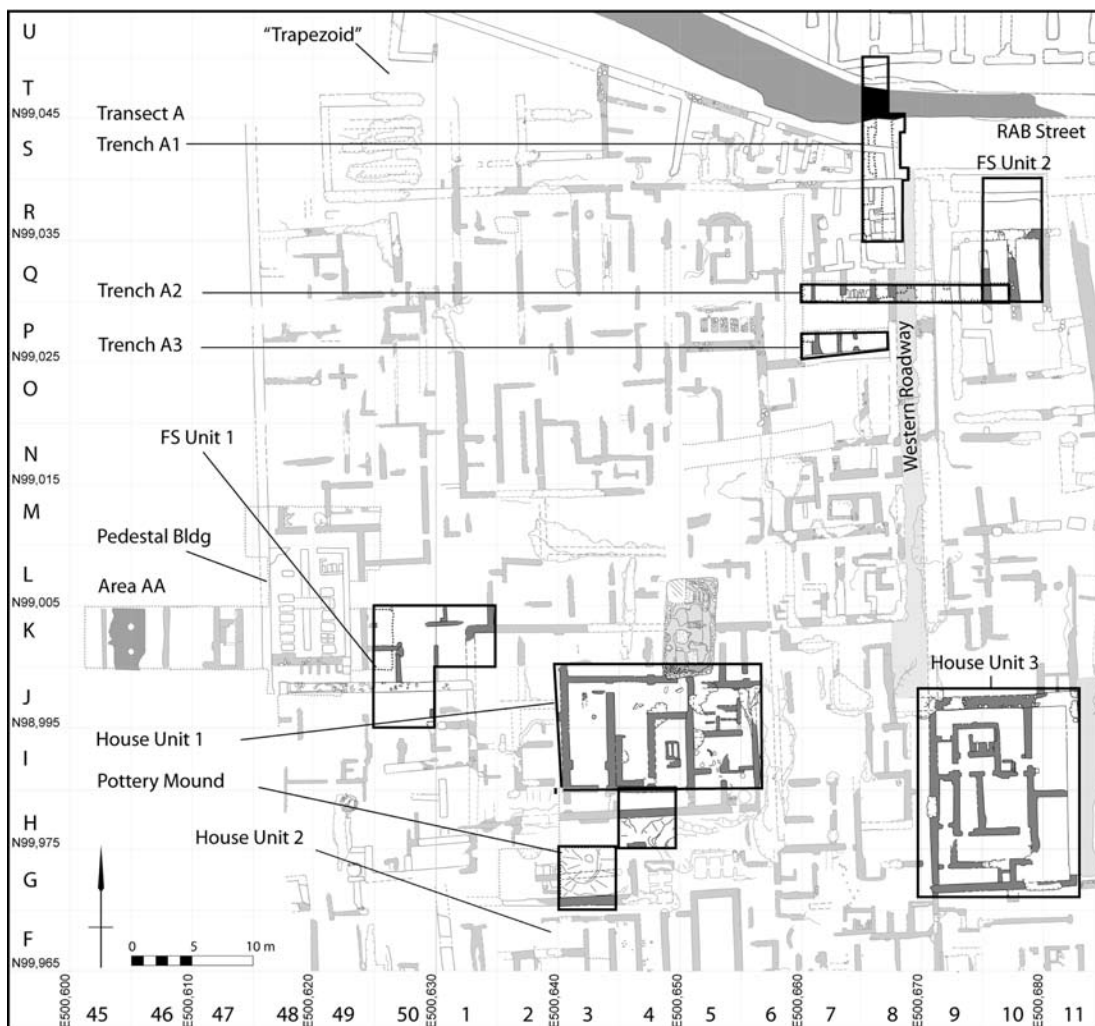 U
"Trapezoid"
T
N99,045
Transect A
RAB Street
S
Trench A1
FS Unit 2
R
N99,035
Q
Trench A2
P
Trench A3
N99,025
O
Western Roadway
FS Unit 1
N
N99,015
M
Pedestal Bldg
L
Area AA
N99,005
K
House Unit 3
J
N98,995
House Unit 1
I
Pottery Mound
H
House Unit 2
N99,975
G
0 5 10 m
F
N99,965
E500,600
E500,610
E500,620
E500,630
E500,640
E500,650
E500,660
E500,670
E500,680
45 46 47 48 49 50 1 2 3 4 5 6 7 8 9 10 11